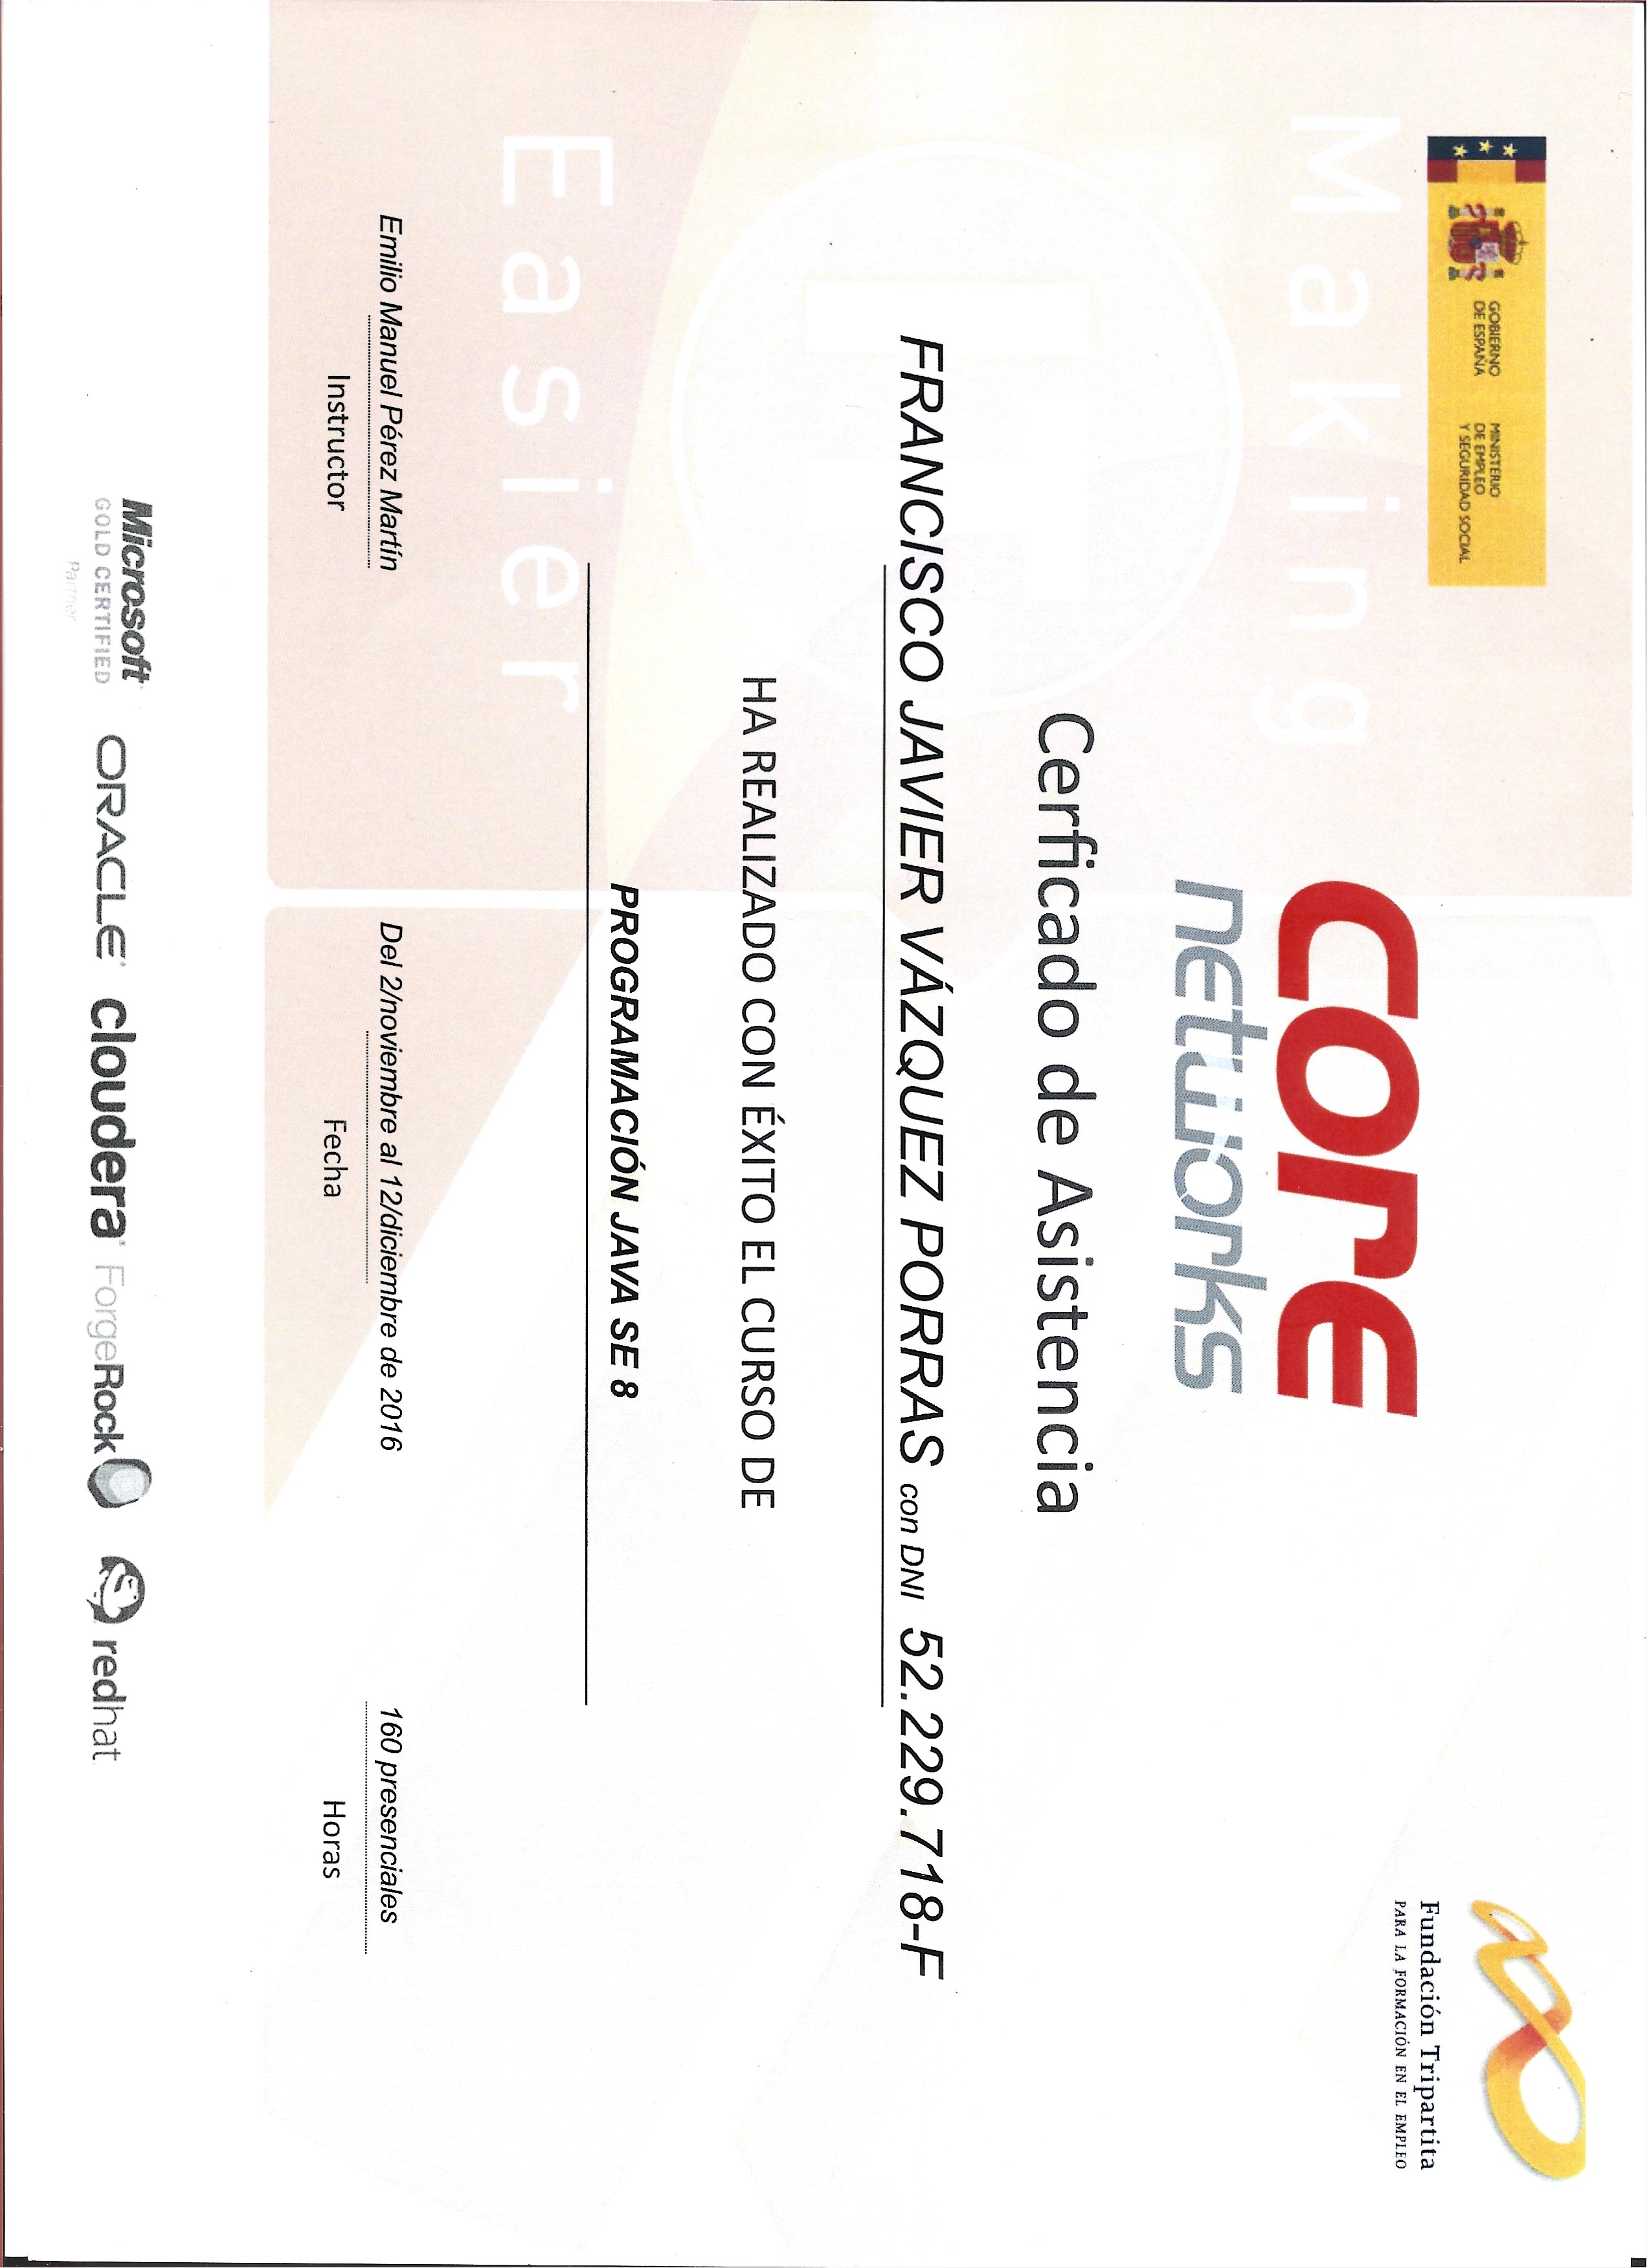 GOBIERNO
DE ESPAÑA
MINISTERIO
DE EMPLEO
Y SEGURIDAD SOCIAL
Fundación Tripartita
PARA LA FORMACIÓN EN EL EMPLEO
Making
core
networks
IT
Cerficado de Asistencia
FRANCISCO JAVIER VÁZQUEZ PORRAS con DNI 52.229.718-F
HA REALIZADO CON ÉXITO EL CURSO DE
PROGRAMACIÓN JAVA SE 8
Easier
Emilio Manuel Pérez Martín
Instructor
Del 2/noviembre al 12/diciembre de 2016
Fecha
160 presenciales
Horas
Microsoft
GOLD CERTIFIED
Partner
ORACLE
cloudera
ForgeRock
redhat